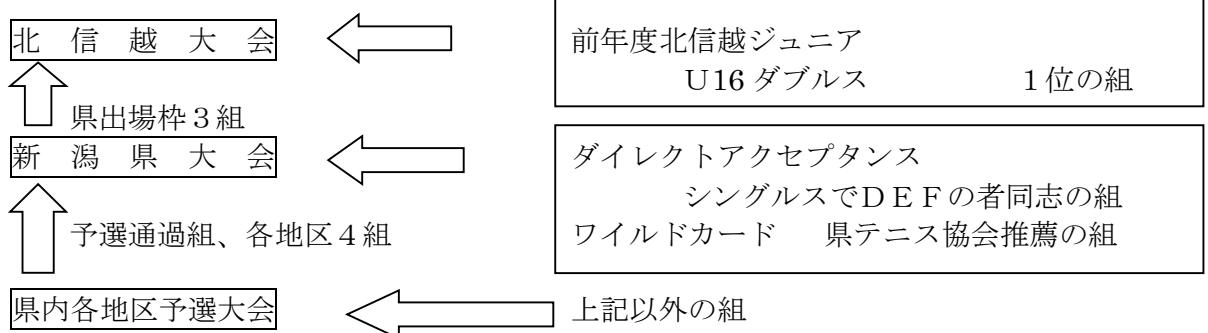 北信越大会
前年度北信越ジュニア
U16ダブルス 1位の組
県出場枠3組
新潟県大会
ダイレクトアクセプタンス
シングルスでDEFの者同志の組
ワイルドカード 県テニス協会推薦の組
予選通過組、各地区4組
県内各地区予選大会
上記以外の組